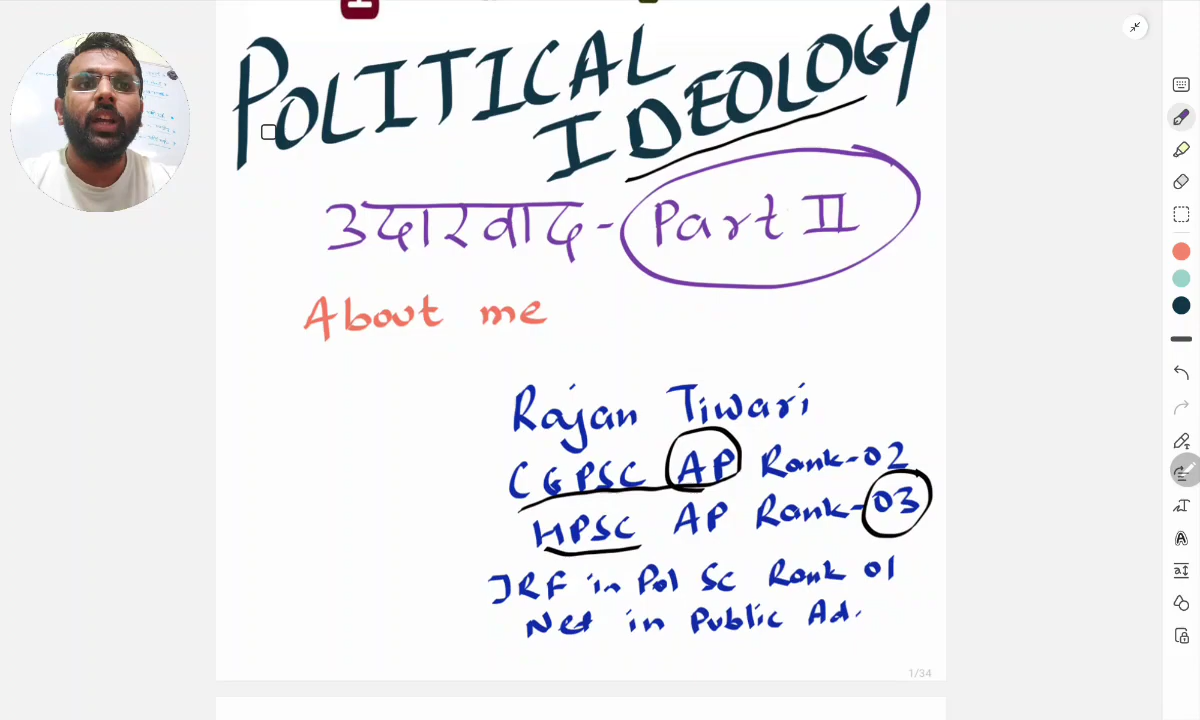 POLITICAL
IDEOLOGY
उदारवाद - Part II
About me
Rajan Tiwari
CGPSC AP Rank-02
HPSC AP Rank-03
JRF in Pol Sc Rank 01
Net in Public Ad.
1/34